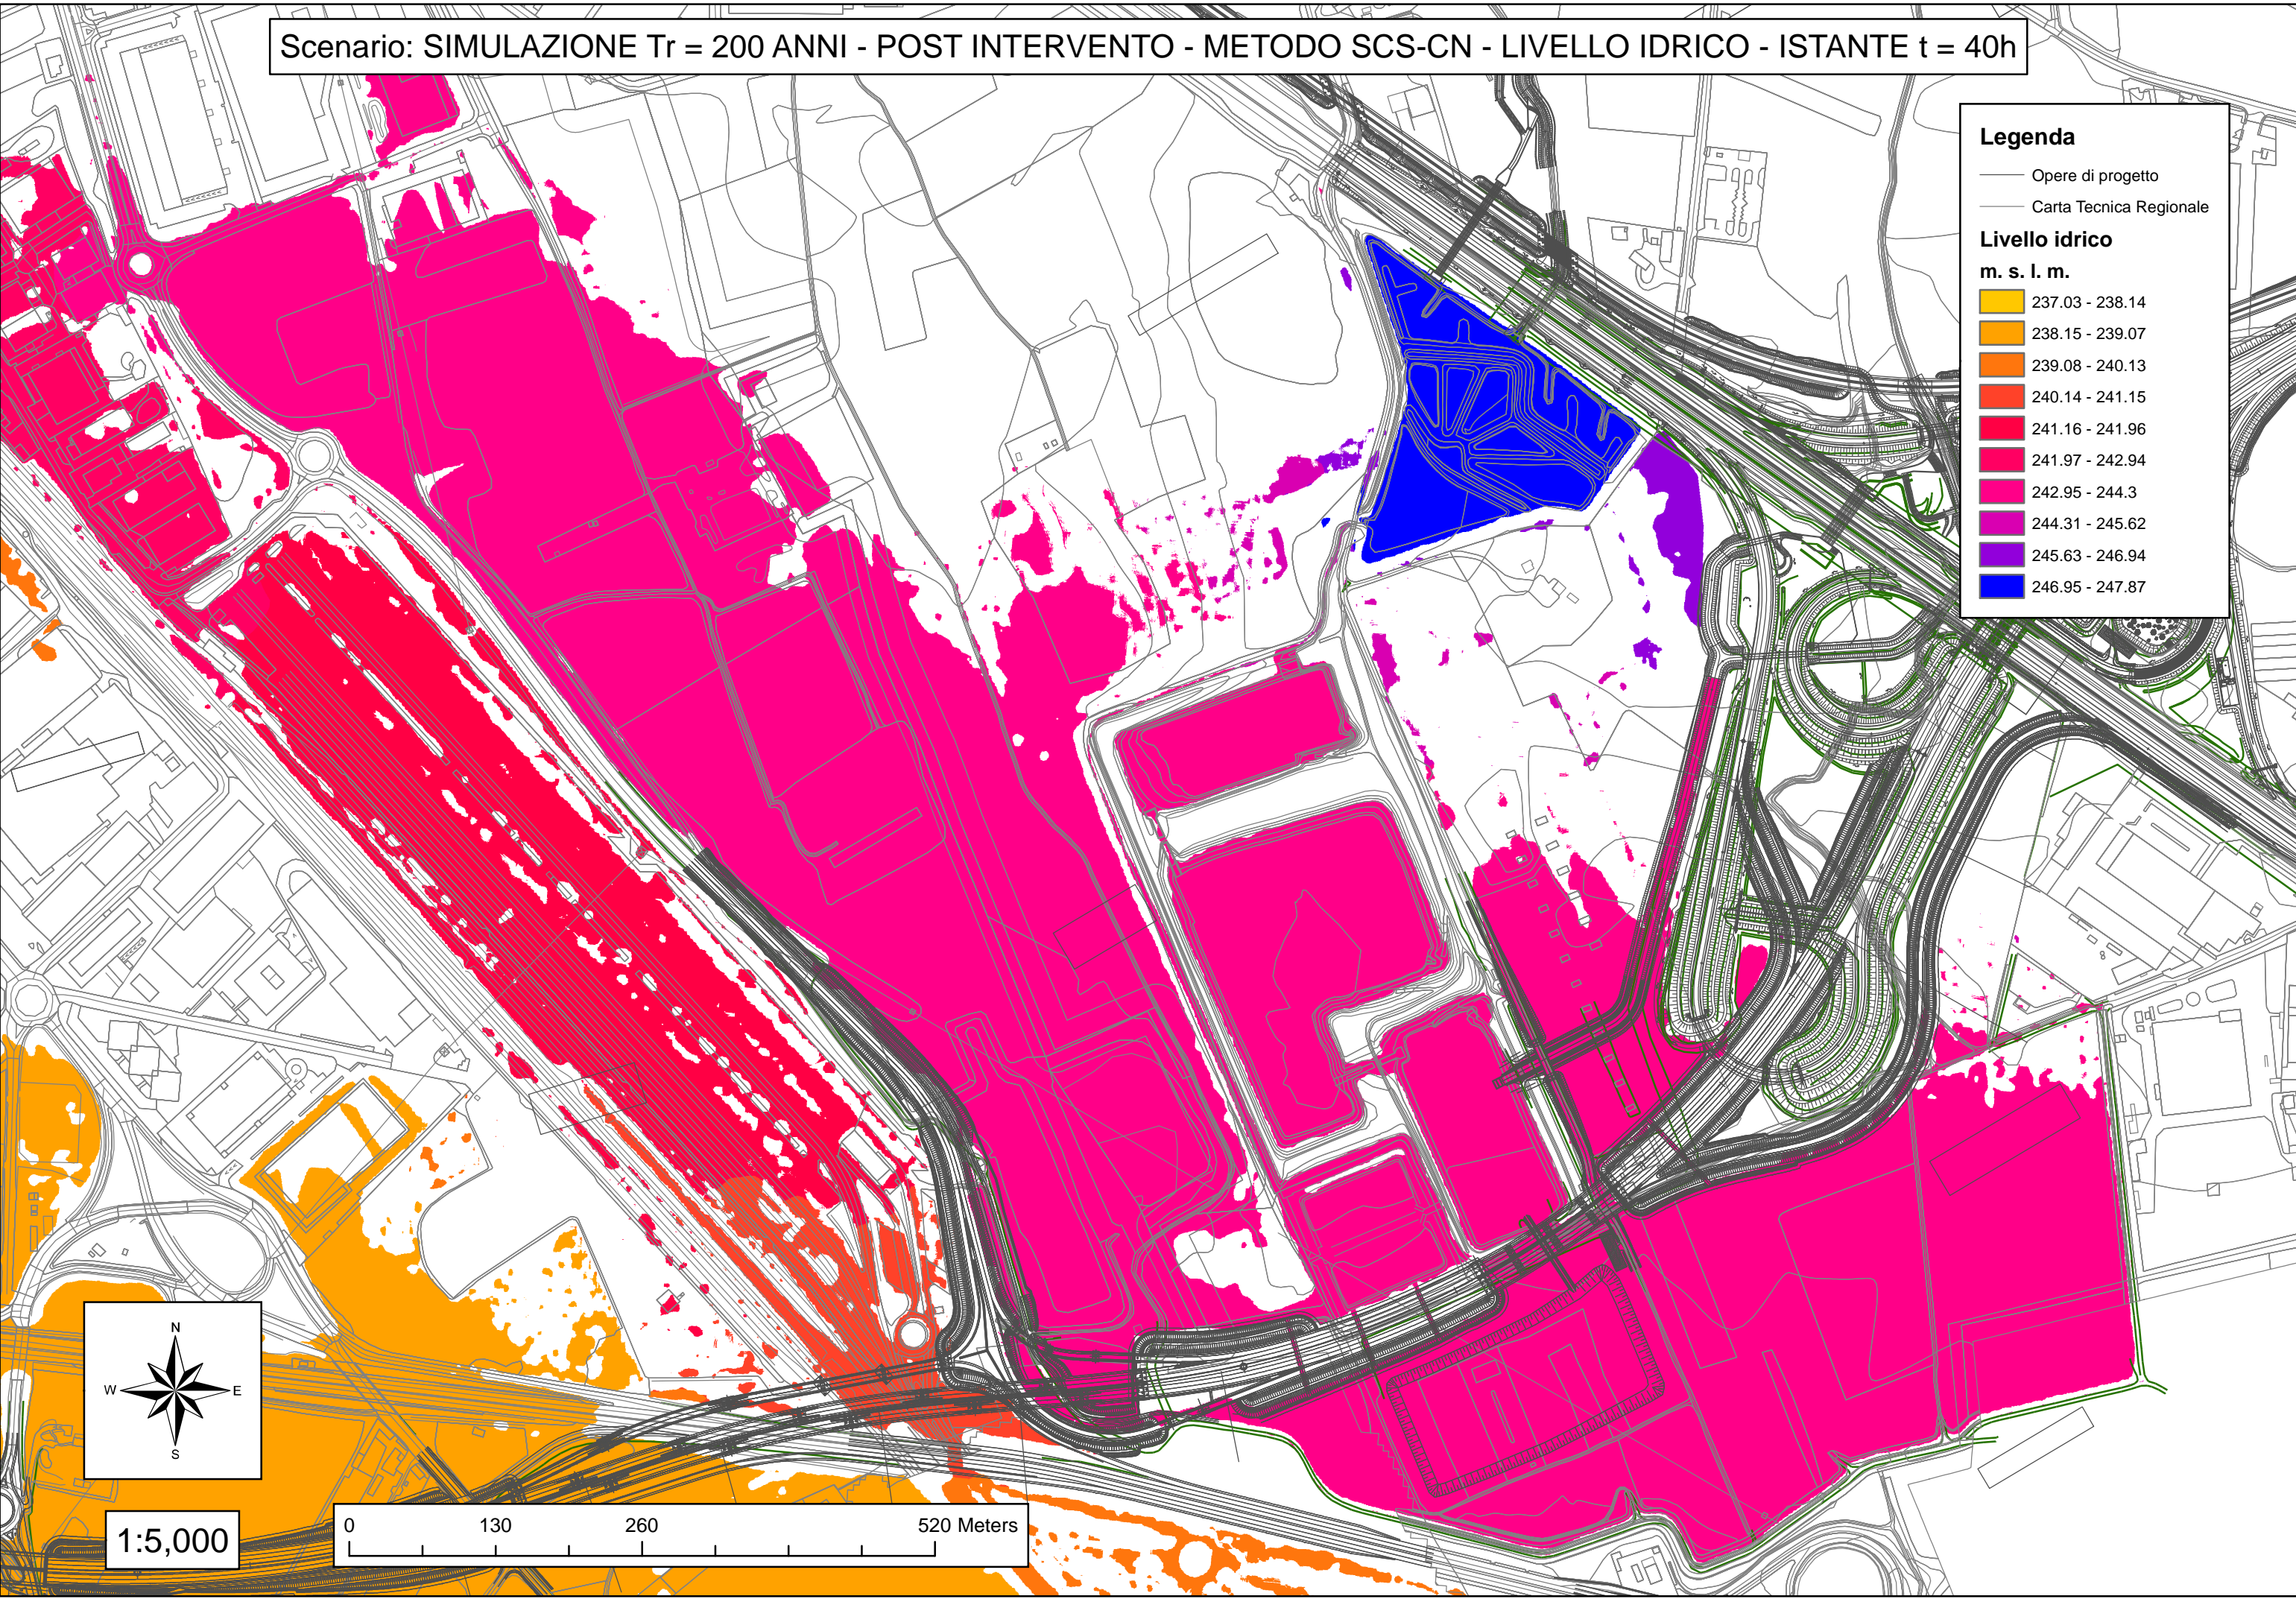 Scenario: SIMULAZIONE Tr = 200 ANNI - POST INTERVENTO - METODO SCS-CN - LIVELLO IDRICO - ISTANTE t = 40h
Legenda
Opere di progetto
Carta Tecnica Regionale
Livello idrico
m. s. l. m.
237.03 - 238.14
238.15 - 239.07
239.08 - 240.13
240.14 - 241.15
241.16 - 241.96
241.97 - 242.94
242.95 - 244.3
244.31 - 245.62
245.63 - 246.94
246.95 - 247.87
N
W E
S
1:5,000
0 130 260 520 Meters